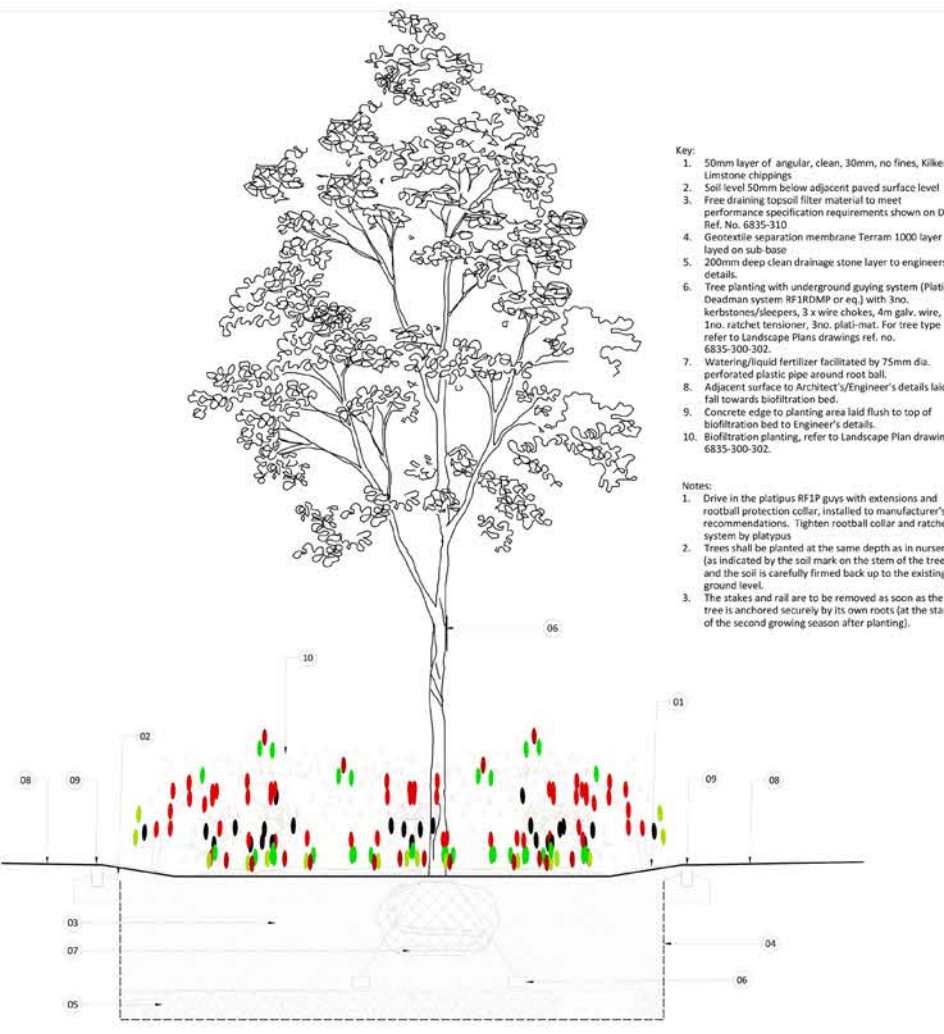 Key:
1. 50mm layer of angular, clean, 30mm, no fines, Kilke
Limstone chippings
2. Soil level 50mm below adjacent paved surface level
3. Free draining topsoil filter material to meet
performance specification requirements shown on D
Ref. No. 6835-310
4. Geotextile separation membrane Terram 1000 layer
layed on sub-base
5. 200mm deep clean drainage stone layer to engineers
details.
6. Tree planting with underground guying system (Plati
Deadman system RF1RDMP or eq.) with 3no.
kerbstones/sleepers, 3 x wire chokes, 4m galv. wire,
1no. ratchet tensioner, 3no. plati-mat. For tree type
refer to Landscape Plans drawings ref. no.
6835-300-302.
7. Watering/liquid fertilizer facilitated by 75mm dia.
perforated plastic pipe around root ball.
8. Adjacent surface to Architect's/Engineer's details laid
fall towards biofiltration bed.
9. Concrete edge to planting area laid flush to top of
biofiltration bed to Engineer's details.
10. Biofiltration planting, refer to Landscape Plan drawin
6835-300-302.
Notes:
1. Drive in the platipus RF1P guys with extensions and
rootball protection collar, installed to manufacturer's
recommendations. Tighten rootball collar and ratche
system by platypus
2. Trees shall be planted at the same depth as in nurser
(as indicated by the soil mark on the stem of the tree
and the soil is carefully firmed back up to the existing
ground level.
3. The stakes and rail are to be removed as soon as the
tree is anchored securely by its own roots (at the star
of the second growing season after planting).
06
10
01
02
08
09
09
08
03
07
04
06
05